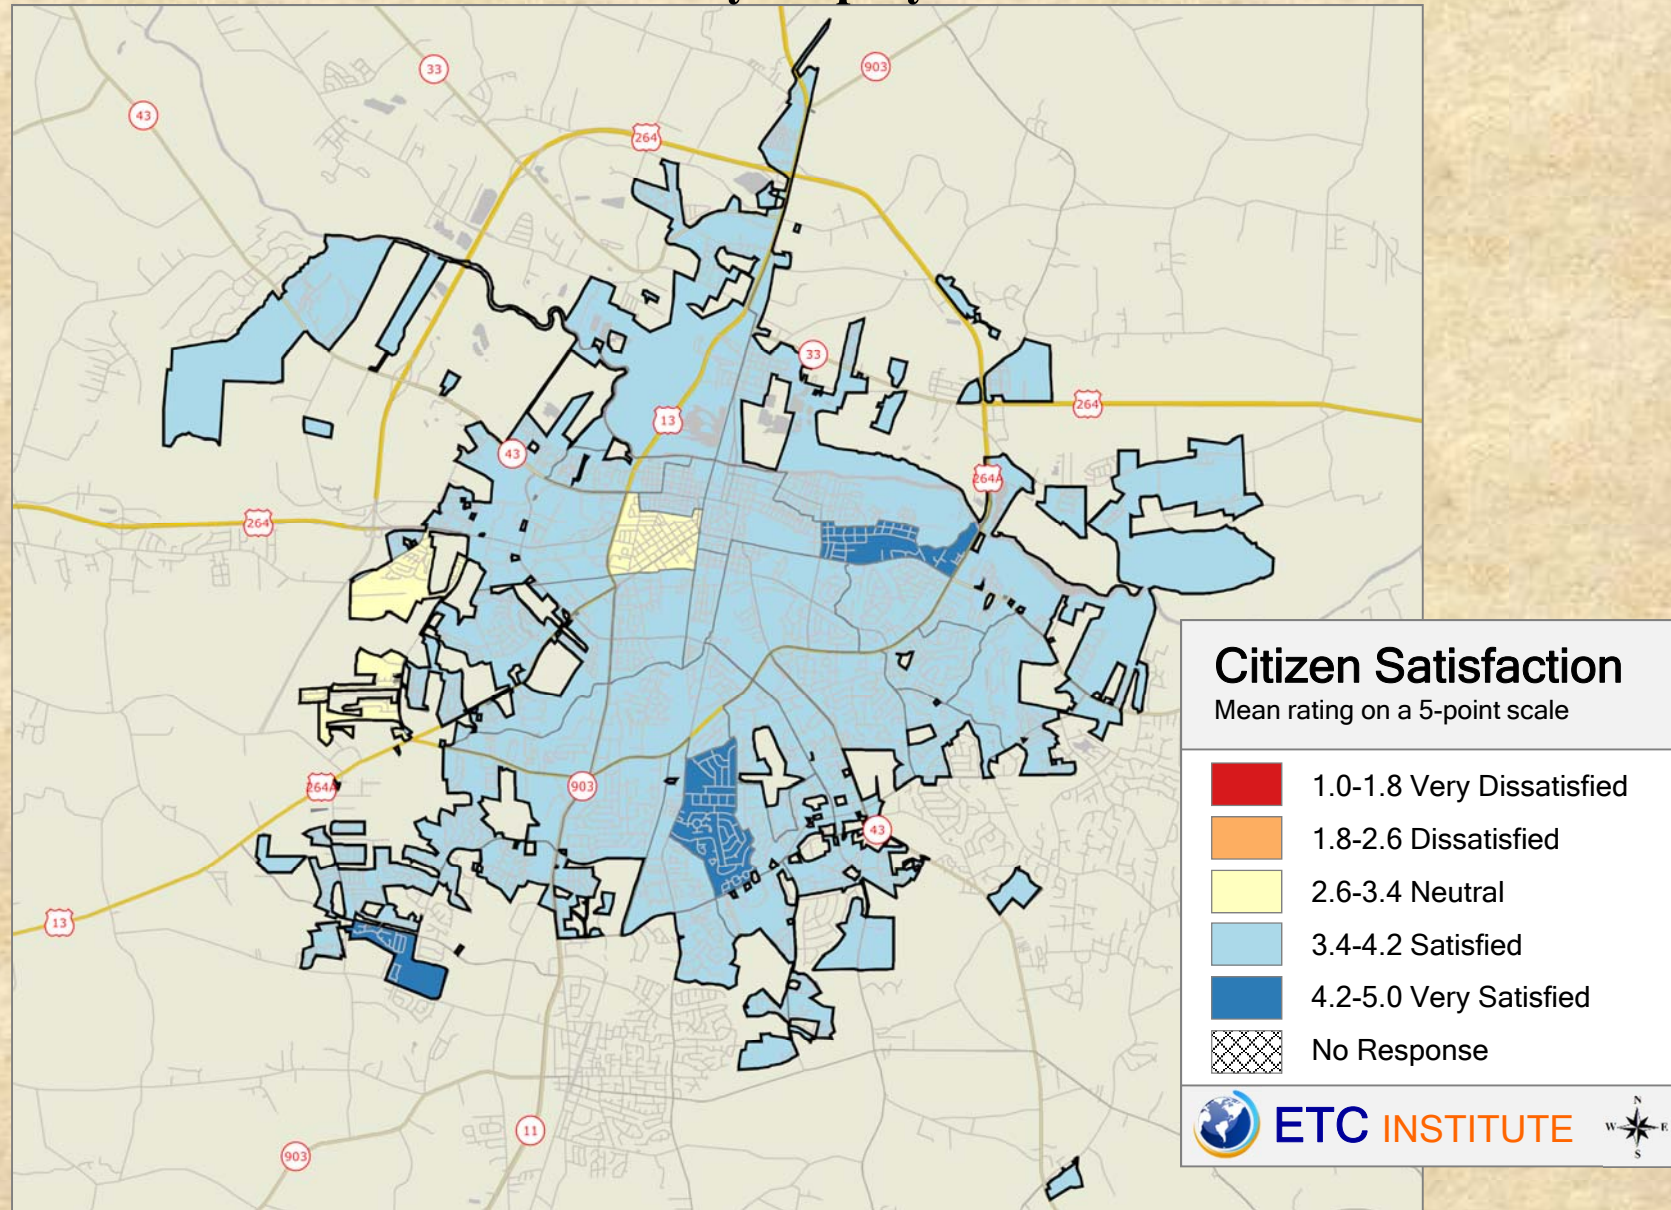 33
903
43
264
33
13
264
43
264A
264
903
264A
43
13
11
903
Citizen Satisfaction
Mean rating on a 5-point scale
1.0-1.8 Very Dissatisfied
1.8-2.6 Dissatisfied
2.6-3.4 Neutral
3.4-4.2 Satisfied
4.2-5.0 Very Satisfied
No Response
ETC INSTITUTE
N
W E
S